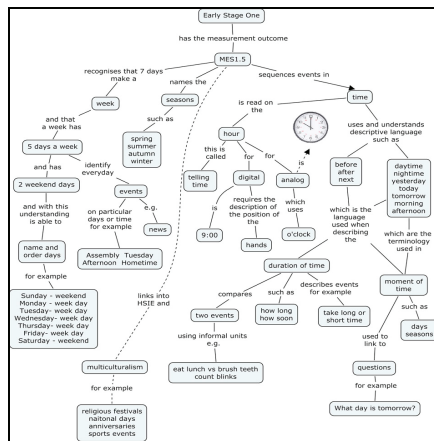 Early Stage One
has the measurement outcome
MES1.5
recognises that 7 days
make a
names the
sequences events in
week
seasons
time
and that
a week has
such as
is read on
the
uses and understands
descriptive language
such as
5 days a week
spring
summer
autumn
winter
hour
is
and has
identify
everyday
this is
called
for
for
before
after
next
daytime
nightime
yesterday
today
tomorrow
morning
afternoon
2 weekend days
events
telling
time
digital
analog
and with this
understanding
is able to
on particular
days or time
for example
e.g.
news
is
requires the
description of
the position of
the
which
uses
which is the
language
used when
describing
the
which are the
terminology
used in
9:00
hands
o'clock
name and
order days
Assembly Tuesday
Afternoon Hometime
duration of time
moment of
time
for example
Sunday - weekend
Monday - week day
Tuesday- week day
Wednesday- week day
Thursday- week day
Friday- week day
Saturday - weekend
links into
HSIE and
compares
such as
describes events
for example
such as
two events
how long
how soon
take long or
short time
days
seasons
using informal units
e.g.
used to
link to
multiculturalism
eat lunch vs brush teeth
count blinks
questions
for example
for example
religious festivals
naitonal days
anniversaries
sports events
What day is tomorrow?